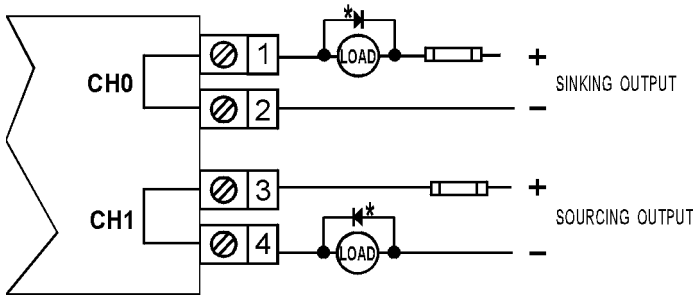 *
1 LOAD +
CH0 SINKING OUTPUT
2 −
3 +
CH1 * SOURCING OUTPUT
4 LOAD −